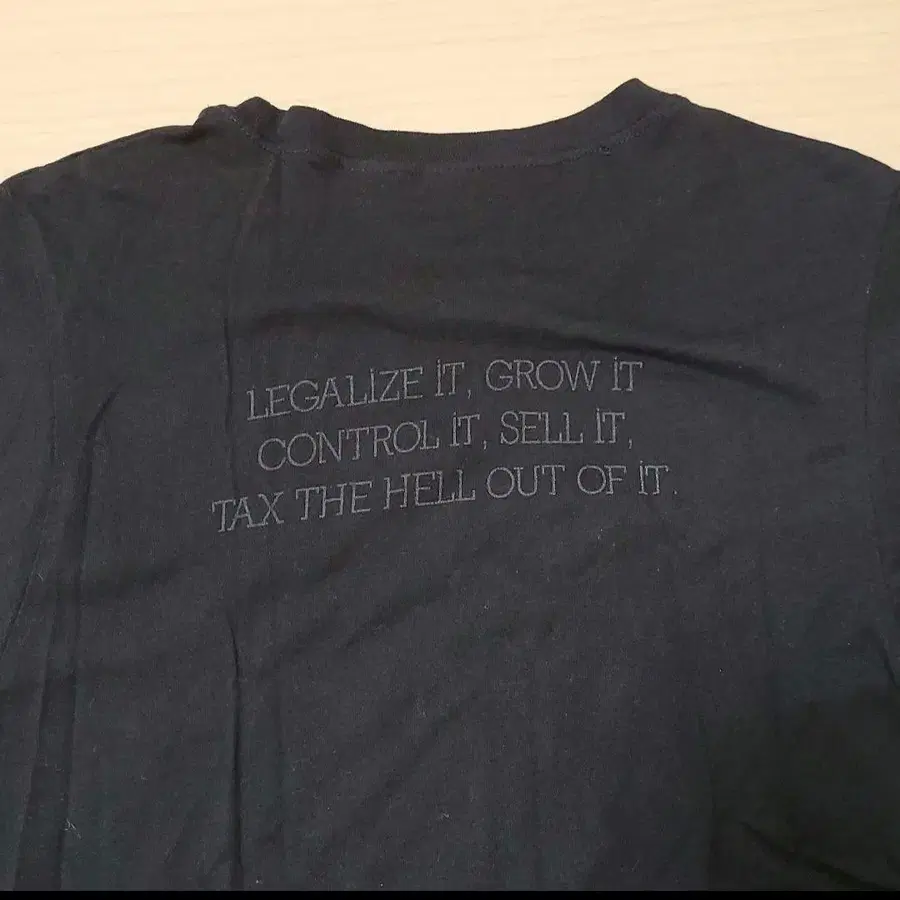 LEGALIZE IT, GROW IT
CONTROL IT, SELL IT,
TAX THE HELL OUT OF IT.